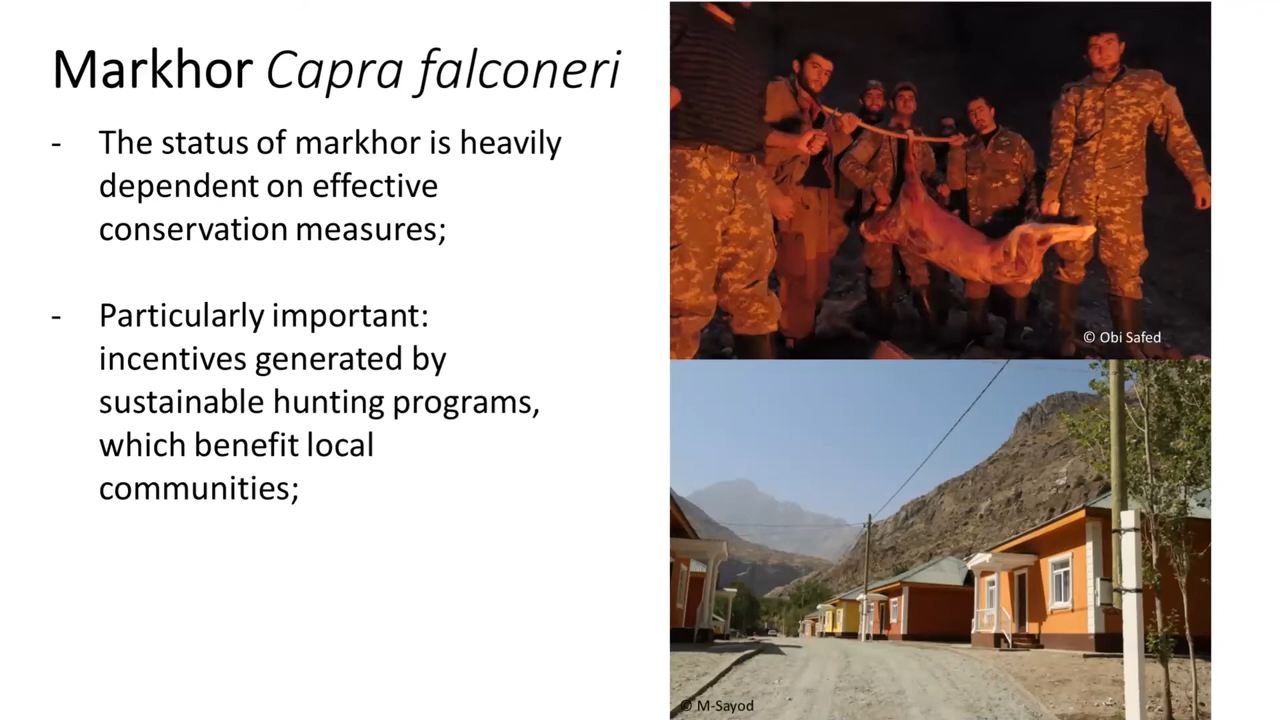 Markhor Capra falconeri
- The status of markhor is heavily
dependent on effective
conservation measures;
- Particularly important:
incentives generated by
sustainable hunting programs,
which benefit local
communities;
© Obi Safed
© M-Sayod